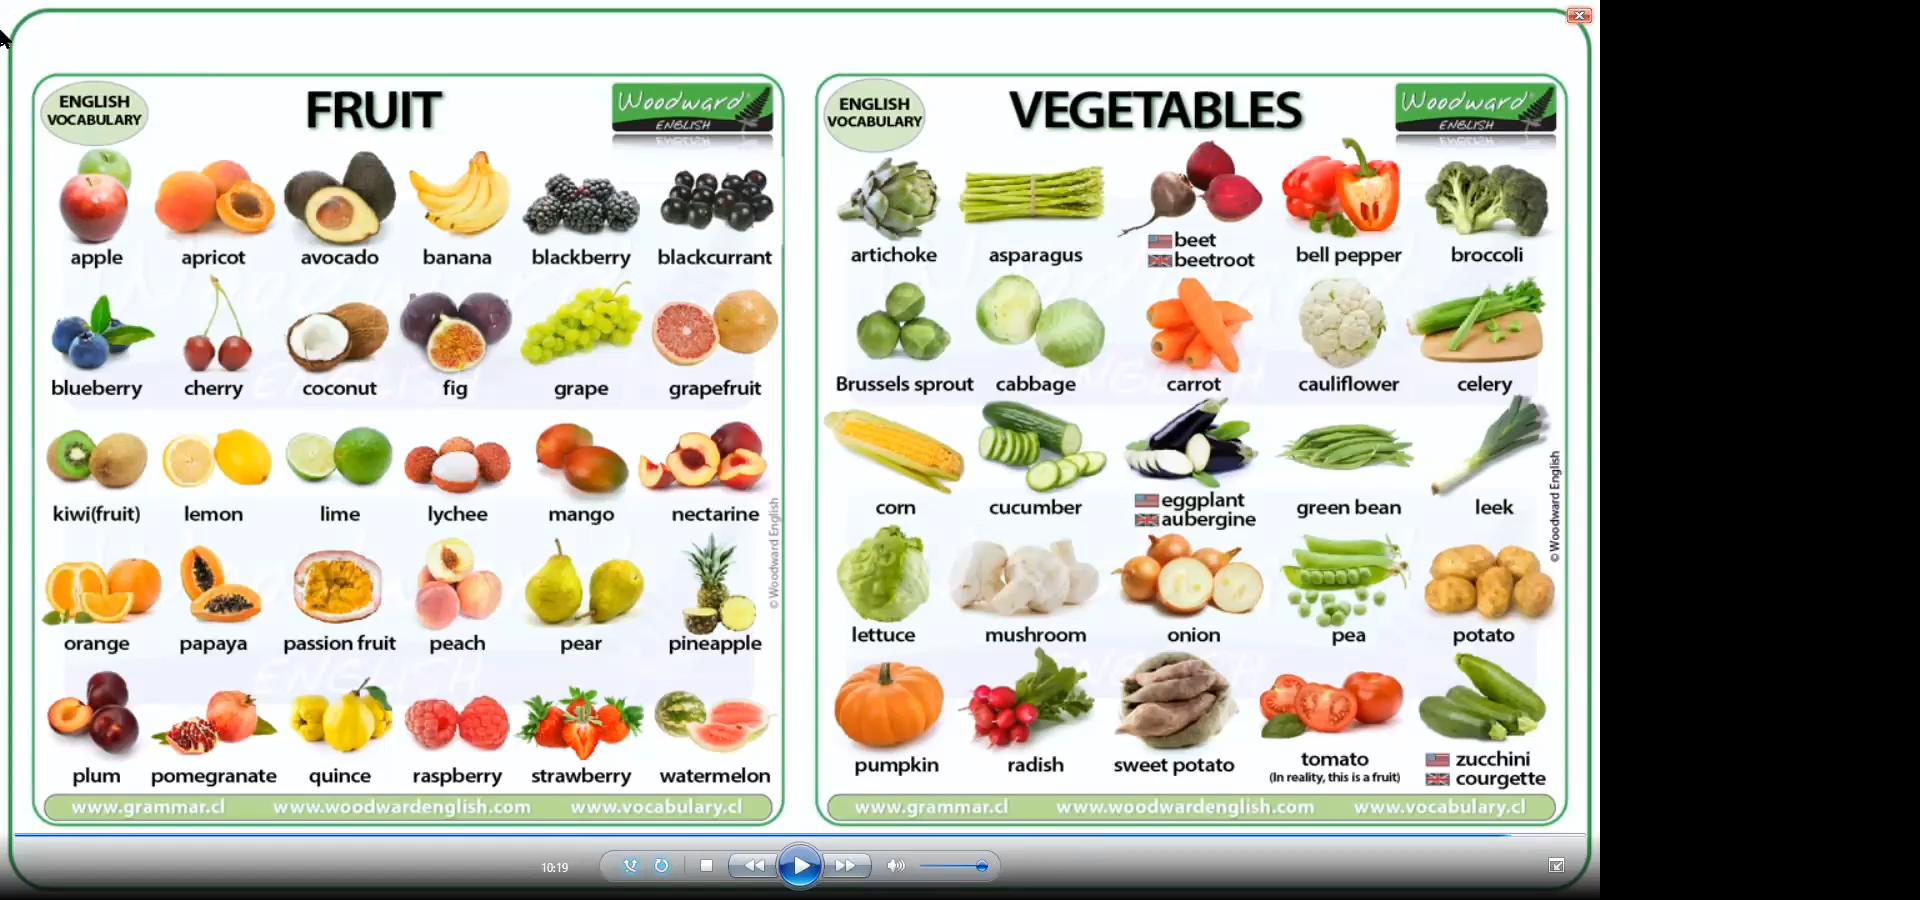 ENGLISH
VOCABULARY
FRUIT
Woodward®
ENGLISH
apple apricot avocado banana blackberry blackcurrant
blueberry cherry coconut fig grape grapefruit
kiwi(fruit) lemon lime lychee mango nectarine
orange papaya passion fruit peach pear pineapple
plum pomegranate quince raspberry strawberry watermelon
© Woodward English
www.grammar.cl www.woodwardenglish.com www.vocabulary.cl
ENGLISH
VOCABULARY
VEGETABLES
Woodward®
ENGLISH
artichoke asparagus beet bell pepper broccoli
beetroot
Brussels sprout cabbage carrot cauliflower celery
corn cucumber eggplant green bean leek
aubergine
lettuce mushroom onion pea potato
pumpkin radish sweet potato tomato zucchini
(In reality, this is a fruit) courgette
© Woodward English
www.grammar.cl www.woodwardenglish.com www.vocabulary.cl
10:19